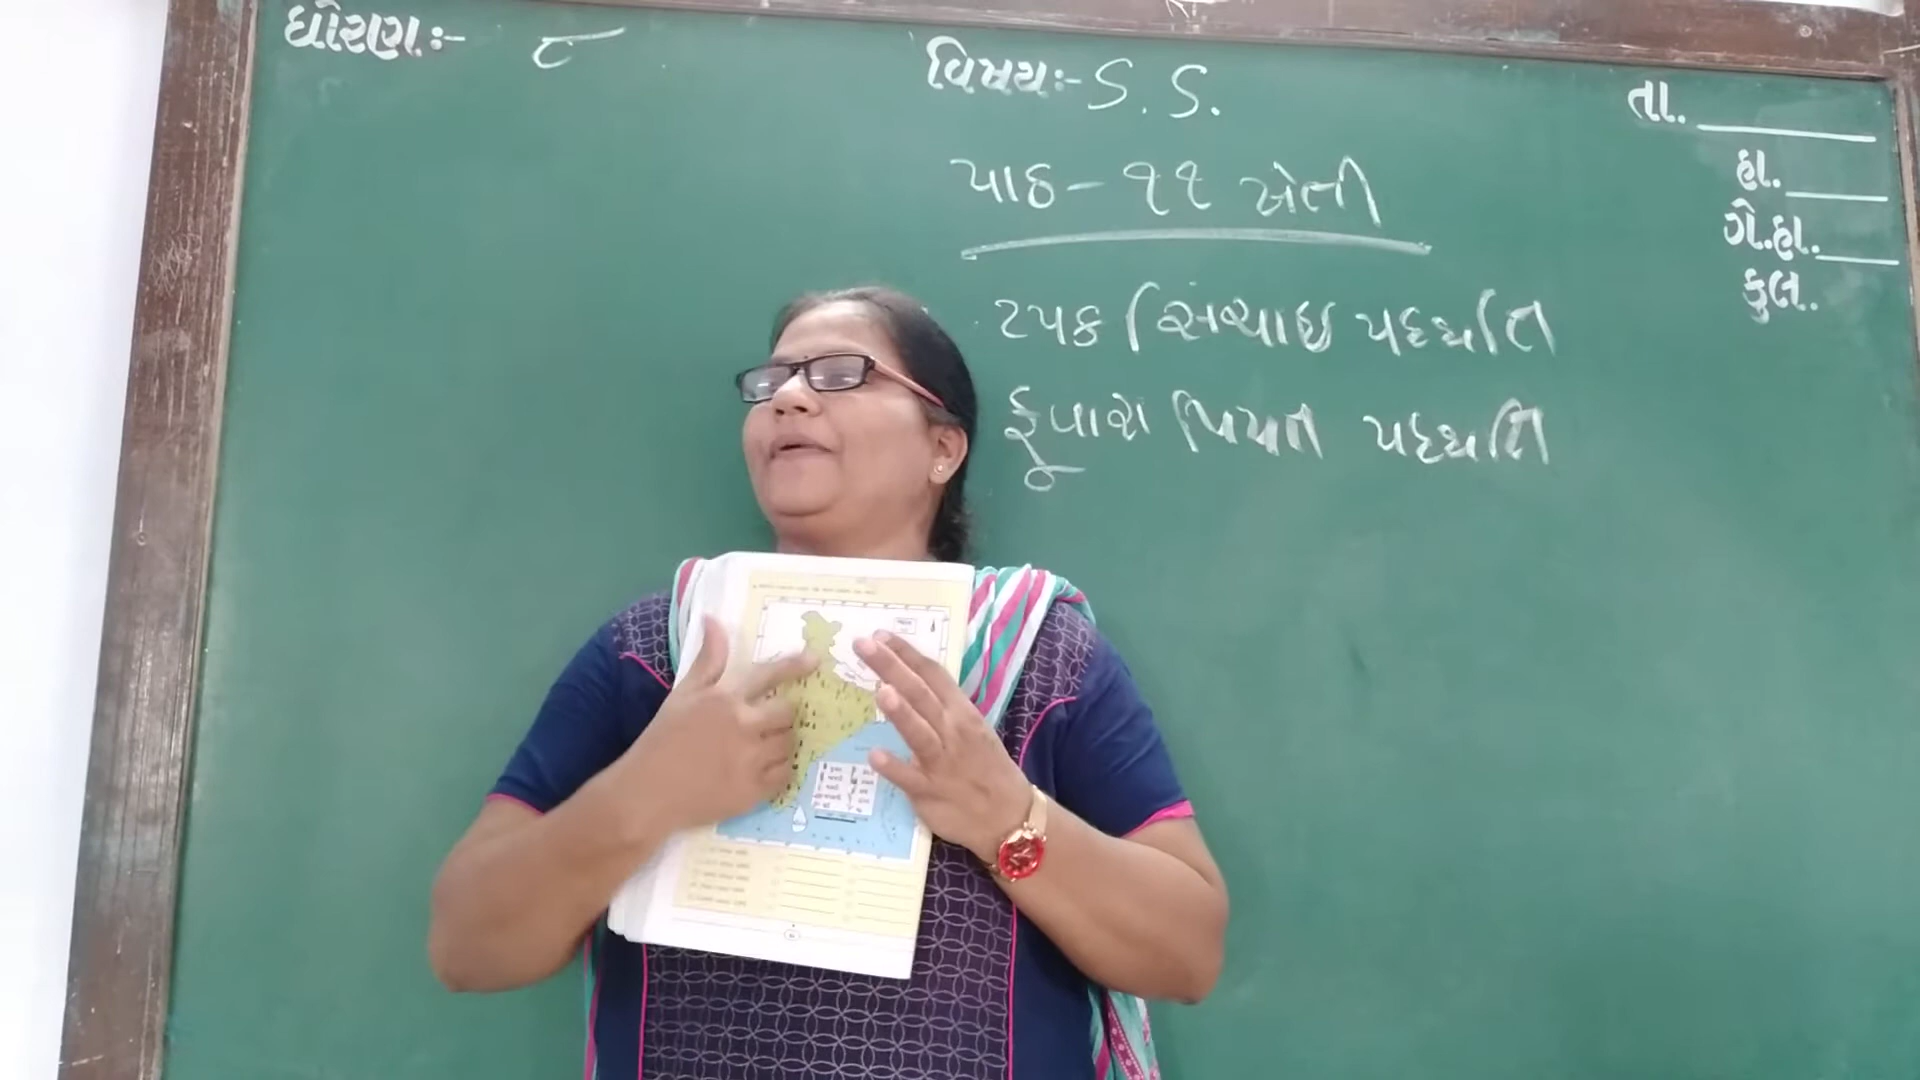 ધોરણઃ- ૮
વિષયઃ- S. S.
તા.
હા.
ગે.હા.
કુલ.
પાઠ - ૧૧ ખેતી
ટપક સિંચાઇ પદ્ધતિ
ફૂવારા પિયત પદ્ધતિ